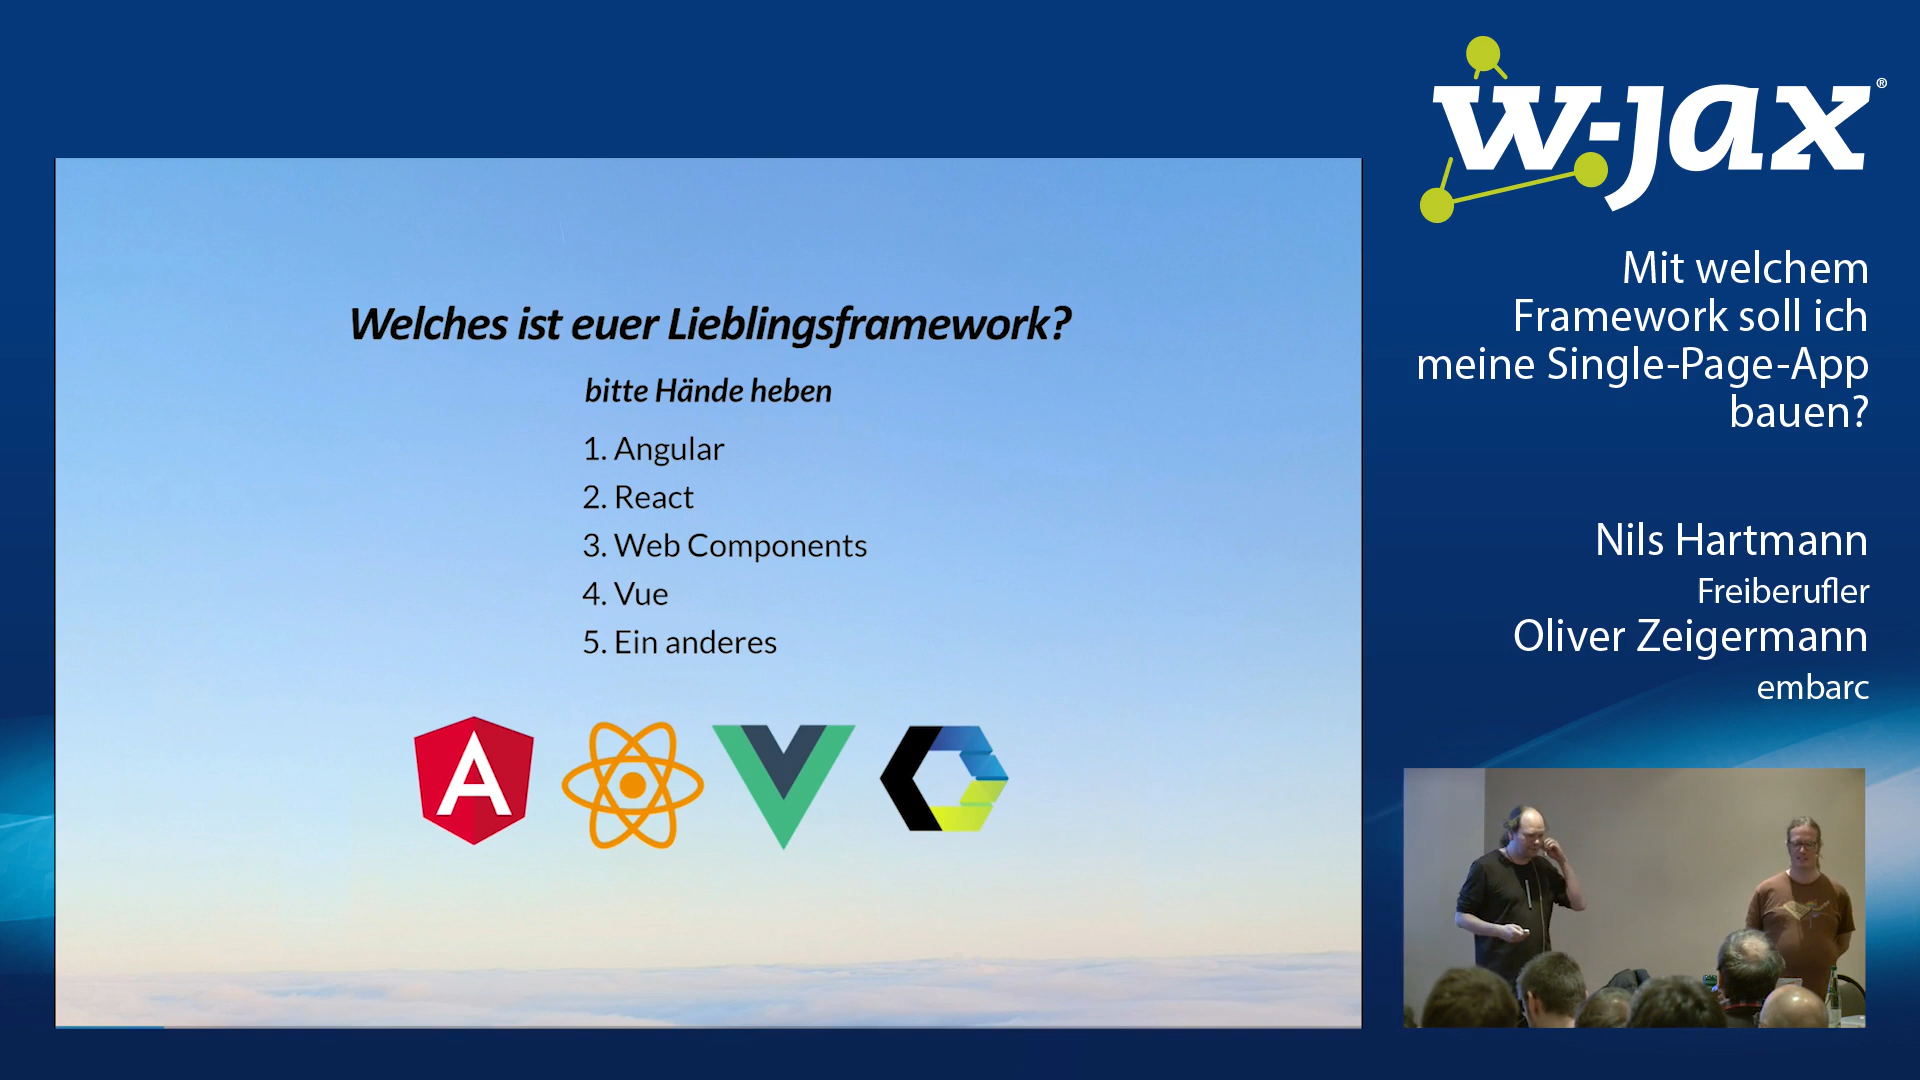 Welches ist euer Lieblingsframework?
bitte Hände heben
1. Angular
2. React
3. Web Components
4. Vue
5. Ein anderes
A
w-jax®
Mit welchem
Framework soll ich
meine Single-Page-App
bauen?
Nils Hartmann
Freiberufler
Oliver Zeigermann
embarc